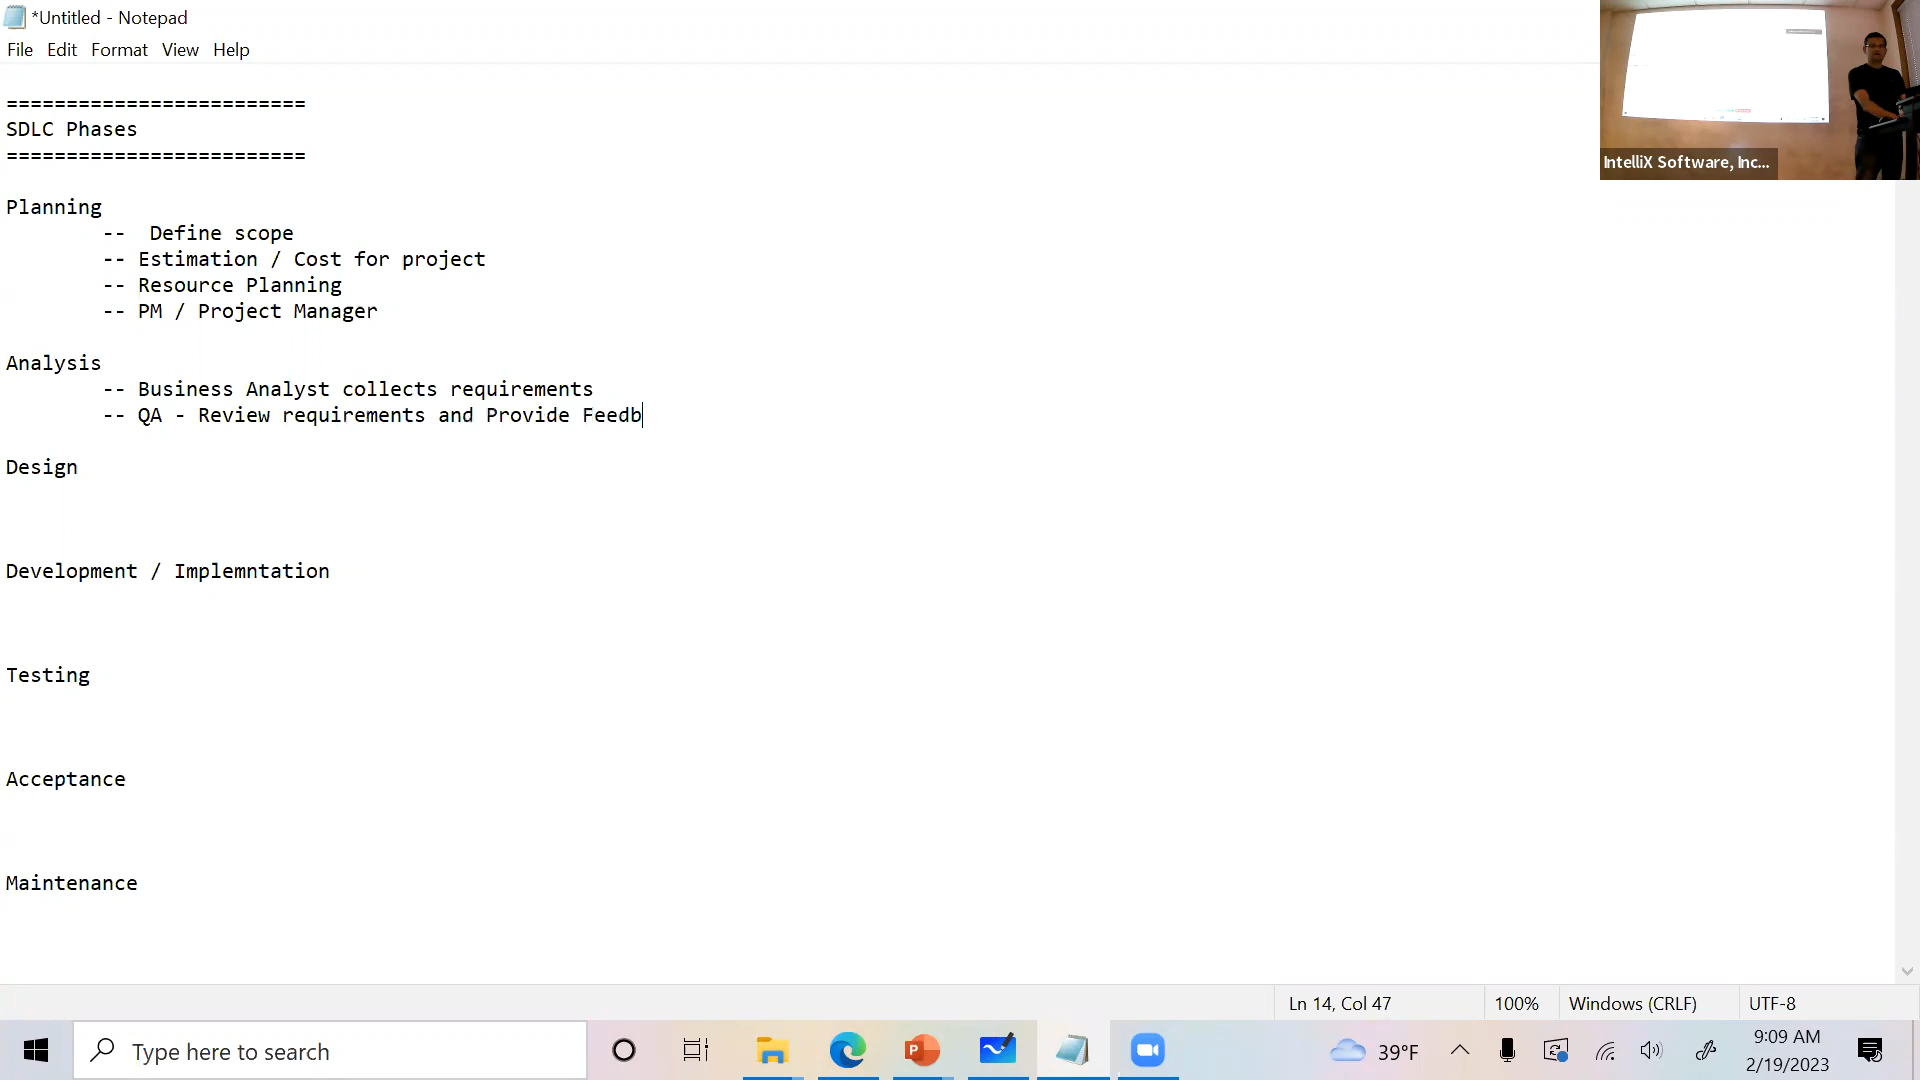 *Untitled - Notepad
File Edit Format View Help
IntelliX Software, Inc...
=========================
SDLC Phases
=========================
Planning
--  Define scope
-- Estimation / Cost for project
-- Resource Planning
-- PM / Project Manager
Analysis
-- Business Analyst collects requirements
-- QA - Review requirements and Provide Feedb
Design
Development / Implemntation
Testing
Acceptance
Maintenance
Ln 14, Col 47 100% Windows (CRLF) UTF-8
Type here to search
39°F
9:09 AM
2/19/2023